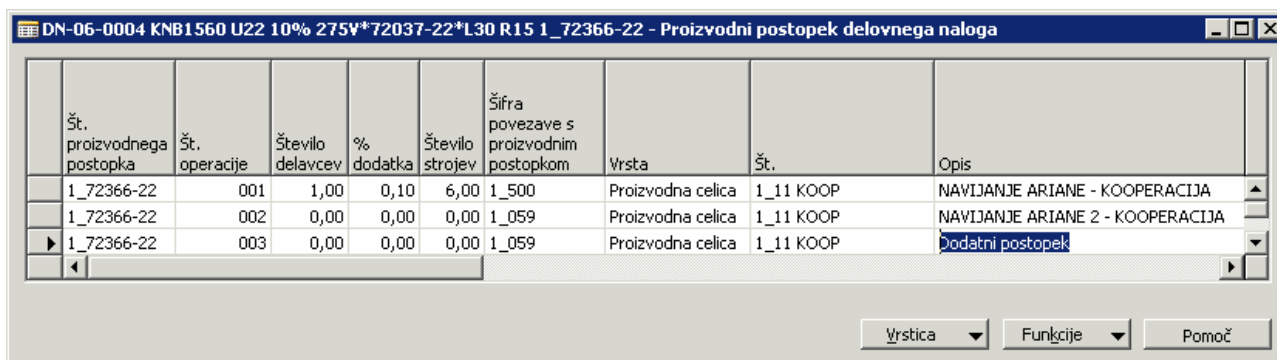 DN-06-0004 KNB1560 U22 10% 275V*72037-22*L30 R15 1_72366-22 - Proizvodni postopek delovnega naloga
Št. proizvodnega postopka Št. operacije Število delavcev % dodatka Število strojev Šifra povezave s proizvodnim postopkom Vrsta Št. Opis
1_72366-22 001 1,00 0,10 6,00 1_500 Proizvodna celica 1_11 KOOP NAVIJANJE ARIANE - KOOPERACIJA
1_72366-22 002 0,00 0,00 0,00 1_059 Proizvodna celica 1_11 KOOP NAVIJANJE ARIANE 2 - KOOPERACIJA
1_72366-22 003 0,00 0,00 0,00 1_059 Proizvodna celica 1_11 KOOP Dodatni postopek
Vrstica Funkcije Pomoč